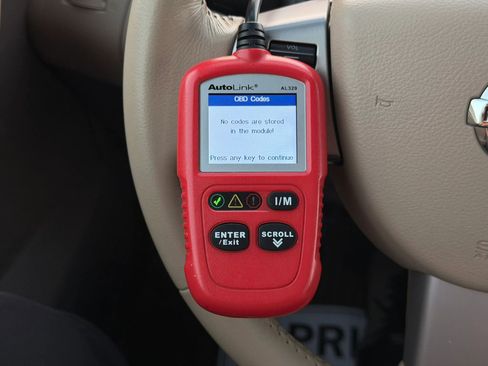 VOL
AutoLink®
AL329
OBD Codes
No codes are stored
in the module!
Press any key to continue
I/M
ENTER
/Exit
SCROLL